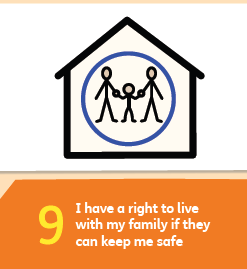 9
I have a right to live
with my family if they
can keep me safe